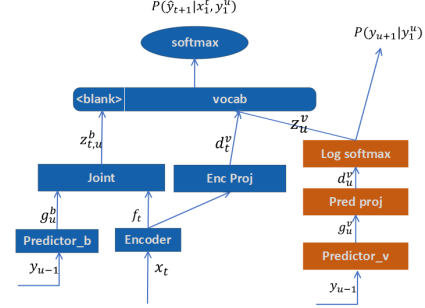 P(ŷ_{t+1}|x_1^t, y_1^u)
P(y_{u+1}|y_1^u)
softmax
<blank> vocab
z_{t,u}^b
d_t^v
z_u^v
Log softmax
d_u^v
Joint
Enc Proj
Pred proj
g_u^b
f_t
g_u^v
Predictor_b
Encoder
Predictor_v
y_{u-1}
x_t
y_{u-1}